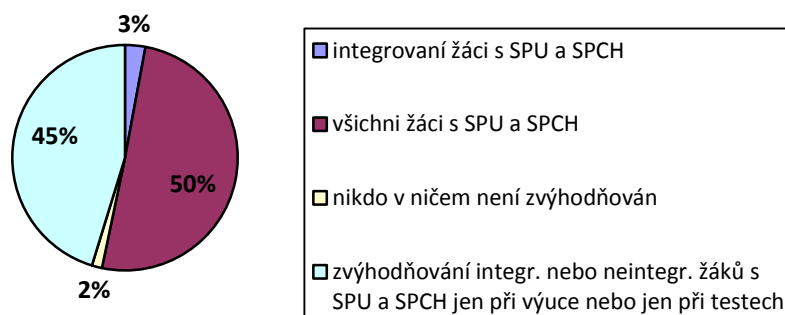 3%
45%
50%
2%
integrovaní žáci s SPU a SPCH
všichni žáci s SPU a SPCH
nikdo v ničem není zvýhodňován
zvýhodňování integr. nebo neintegr. žáků s
SPU a SPCH jen při výuce nebo jen při testech